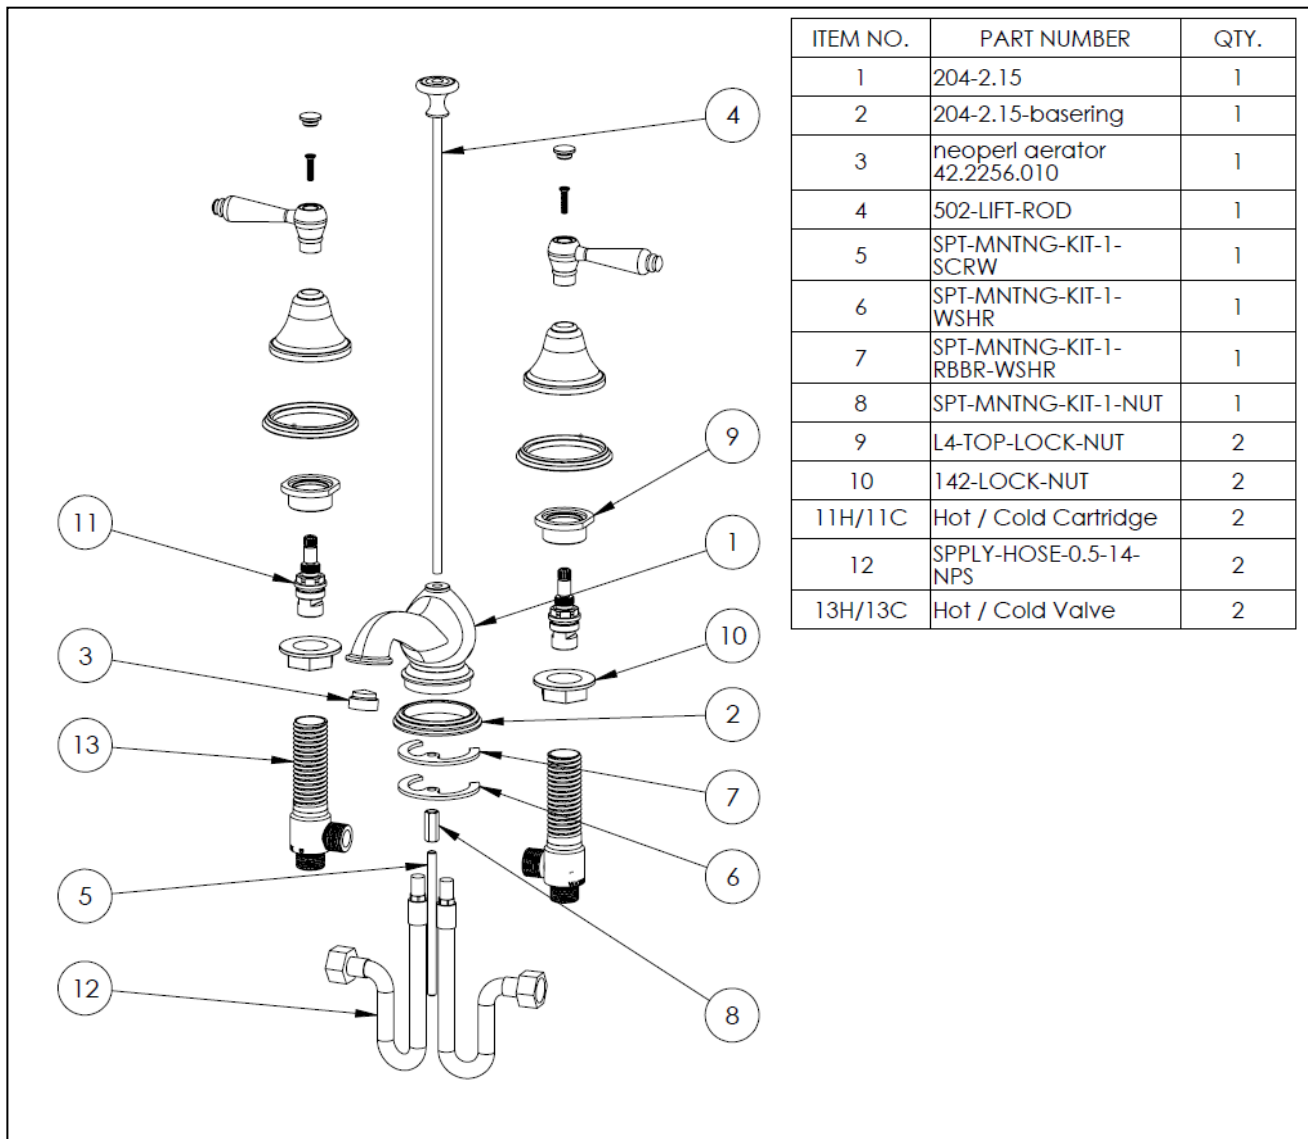 ITEM NO. PART NUMBER QTY.
1 204-2.15 1
2 204-2.15-basering 1
3 neoperl aerator 1
42.2256.010
4 502-LIFT-ROD 1
5 SPT-MNTNG-KIT-1- 1
SCRW
6 SPT-MNTNG-KIT-1- 1
WSHR
7 SPT-MNTNG-KIT-1- 1
RBBR-WSHR
8 SPT-MNTNG-KIT-1-NUT 1
9 L4-TOP-LOCK-NUT 2
10 142-LOCK-NUT 2
11H/11C Hot / Cold Cartridge 2
12 SPPLY-HOSE-0.5-14- 2
NPS
13H/13C Hot / Cold Valve 2
4
9
11
1
10
3
2
13
7
6
5
12
8